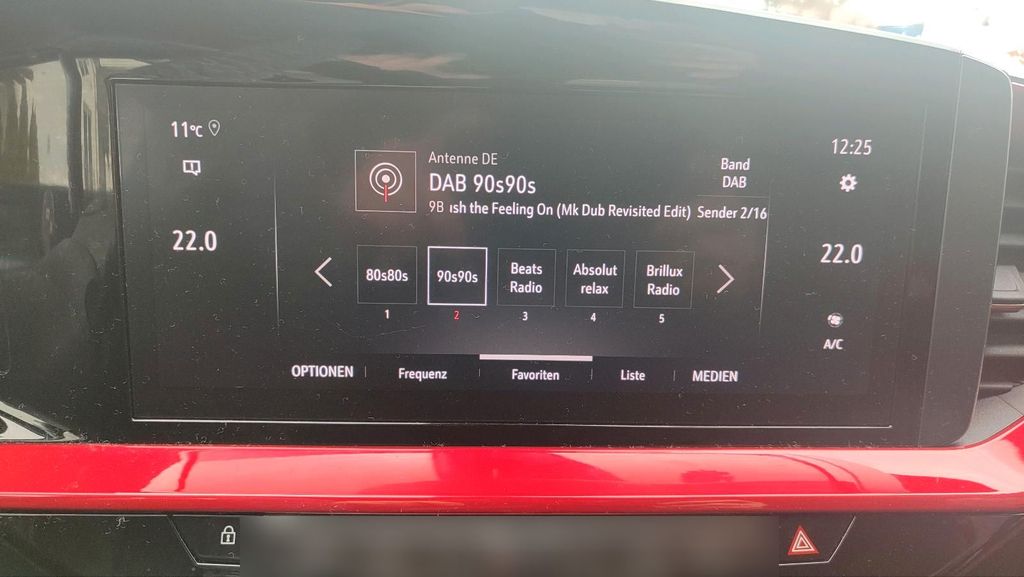 11°C
22.0
Antenne DE
DAB 90s90s
9B ısh the Feeling On (Mk Dub Revisited Edit) Sender 2/16
Band
DAB
12:25
22.0
A/C
80s80s
90s90s
Beats
Radio
Absolut
relax
Brillux
Radio
1 2 3 4 5
OPTIONEN Frequenz Favoriten Liste MEDIEN